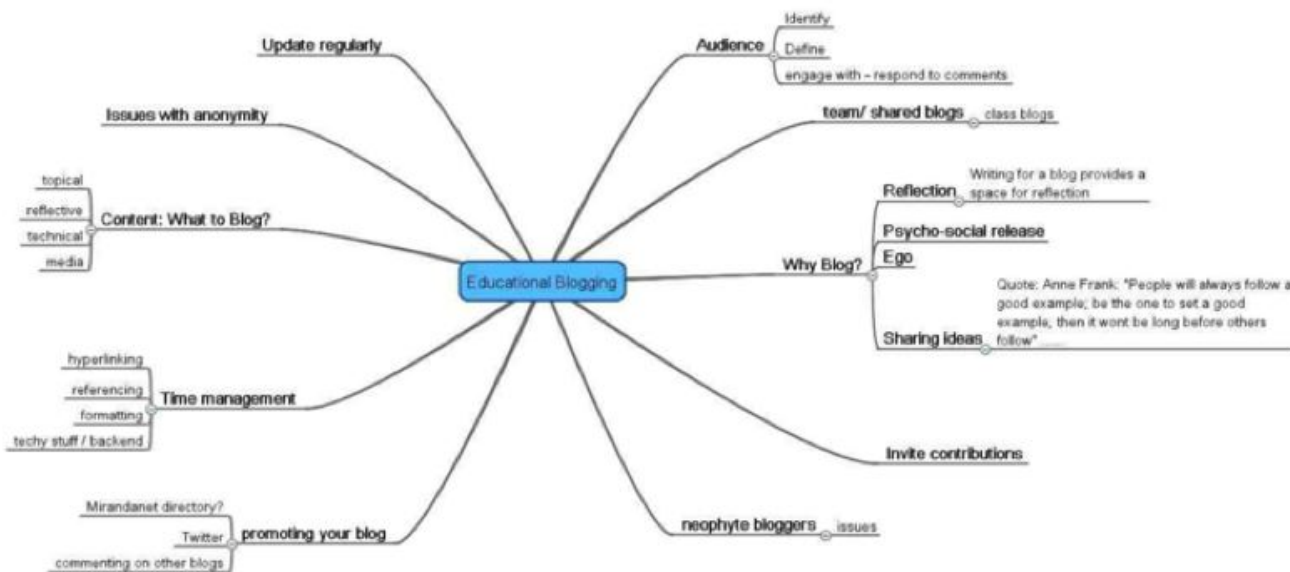 Update regularly
Issues with anonymity
topical
reflective
technical
media
Content: What to Blog?
hyperlinking
referencing
formatting
techy stuff / backend
Time management
Mirandanet directory?
Twitter
commenting on other blogs
promoting your blog
Educational Blogging
Audience
Identify
Define
engage with - respond to comments
team/ shared blogs
class blogs
Why Blog?
Reflection
Writing for a blog provides a
space for reflection
Psycho-social release
Ego
Sharing ideas
Quote: Anne Frank: "People will always follow a
good example; be the one to set a good
example, then it wont be long before others
follow"......
Invite contributions
neophyte bloggers
issues